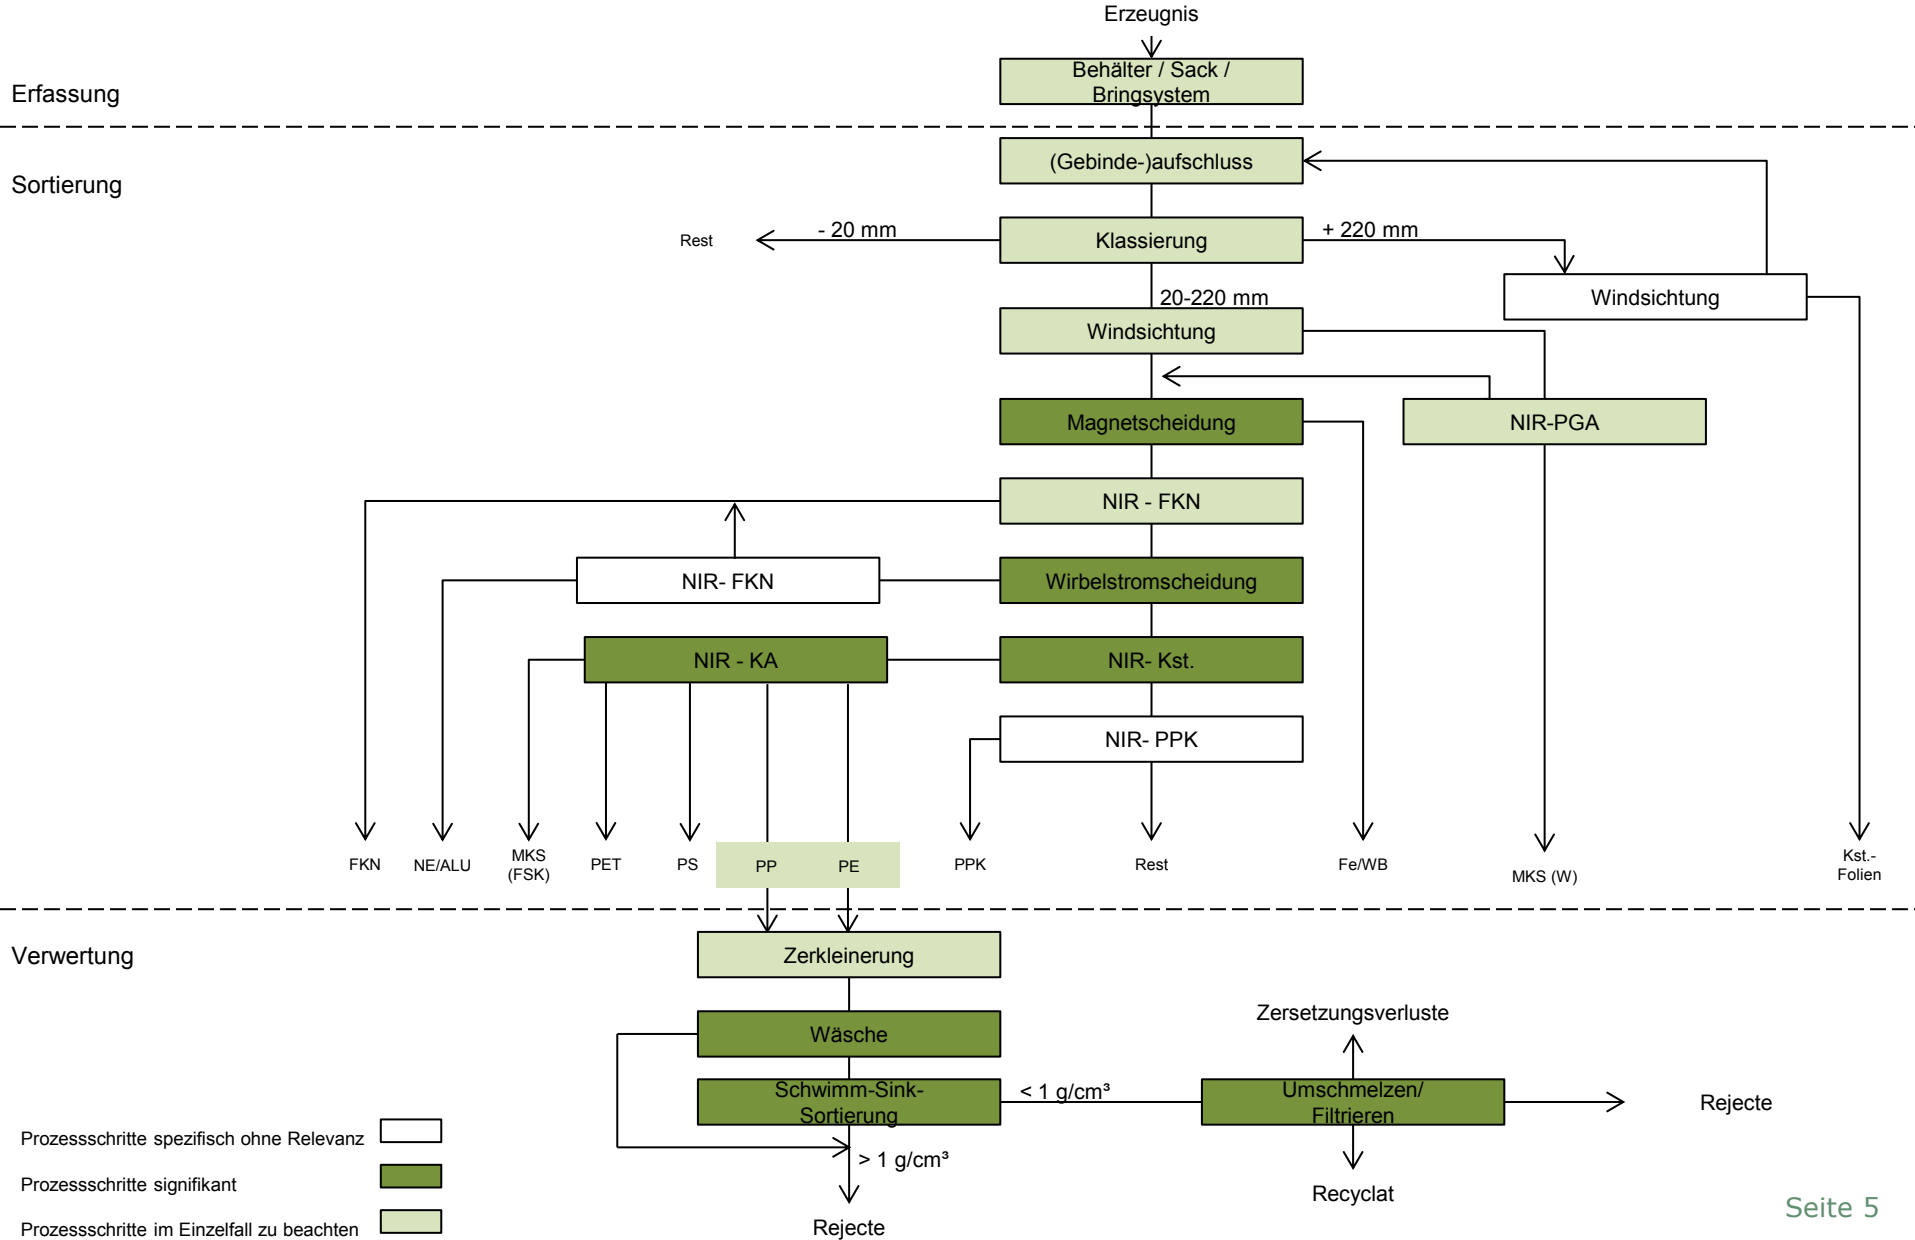 Erzeugnis
Erfassung
Behälter / Sack /
Bringsystem
Sortierung
(Gebinde-)aufschluss
Rest
- 20 mm
Klassierung
+ 220 mm
20-220 mm
Windsichtung
Windsichtung
Magnetscheidung
NIR-PGA
NIR - FKN
NIR- FKN
Wirbelstromscheidung
NIR - KA
NIR- Kst.
NIR- PPK
FKN
NE/ALU
MKS
(FSK)
PET
PS
PP
PE
PPK
Rest
Fe/WB
MKS (W)
Kst.-
Folien
Verwertung
Zerkleinerung
Wäsche
Zersetzungsverluste
Schwimm-Sink-
Sortierung
< 1 g/cm³
Umschmelzen/
Filtrieren
Rejecte
> 1 g/cm³
Recyclat
Rejecte
Prozessschritte spezifisch ohne Relevanz
Prozessschritte signifikant
Prozessschritte im Einzelfall zu beachten
Seite 5